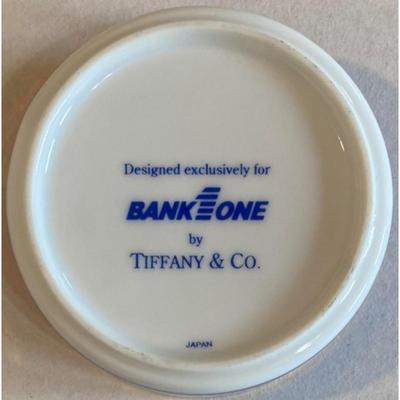 Designed exclusively for
BANK ONE
by
TIFFANY & CO.
JAPAN